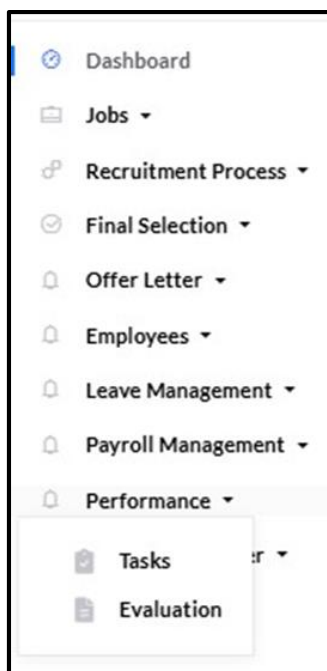 Dashboard
Jobs
Recruitment Process
Final Selection
Offer Letter
Employees
Leave Management
Payroll Management
Performance
Tasks
Evaluation